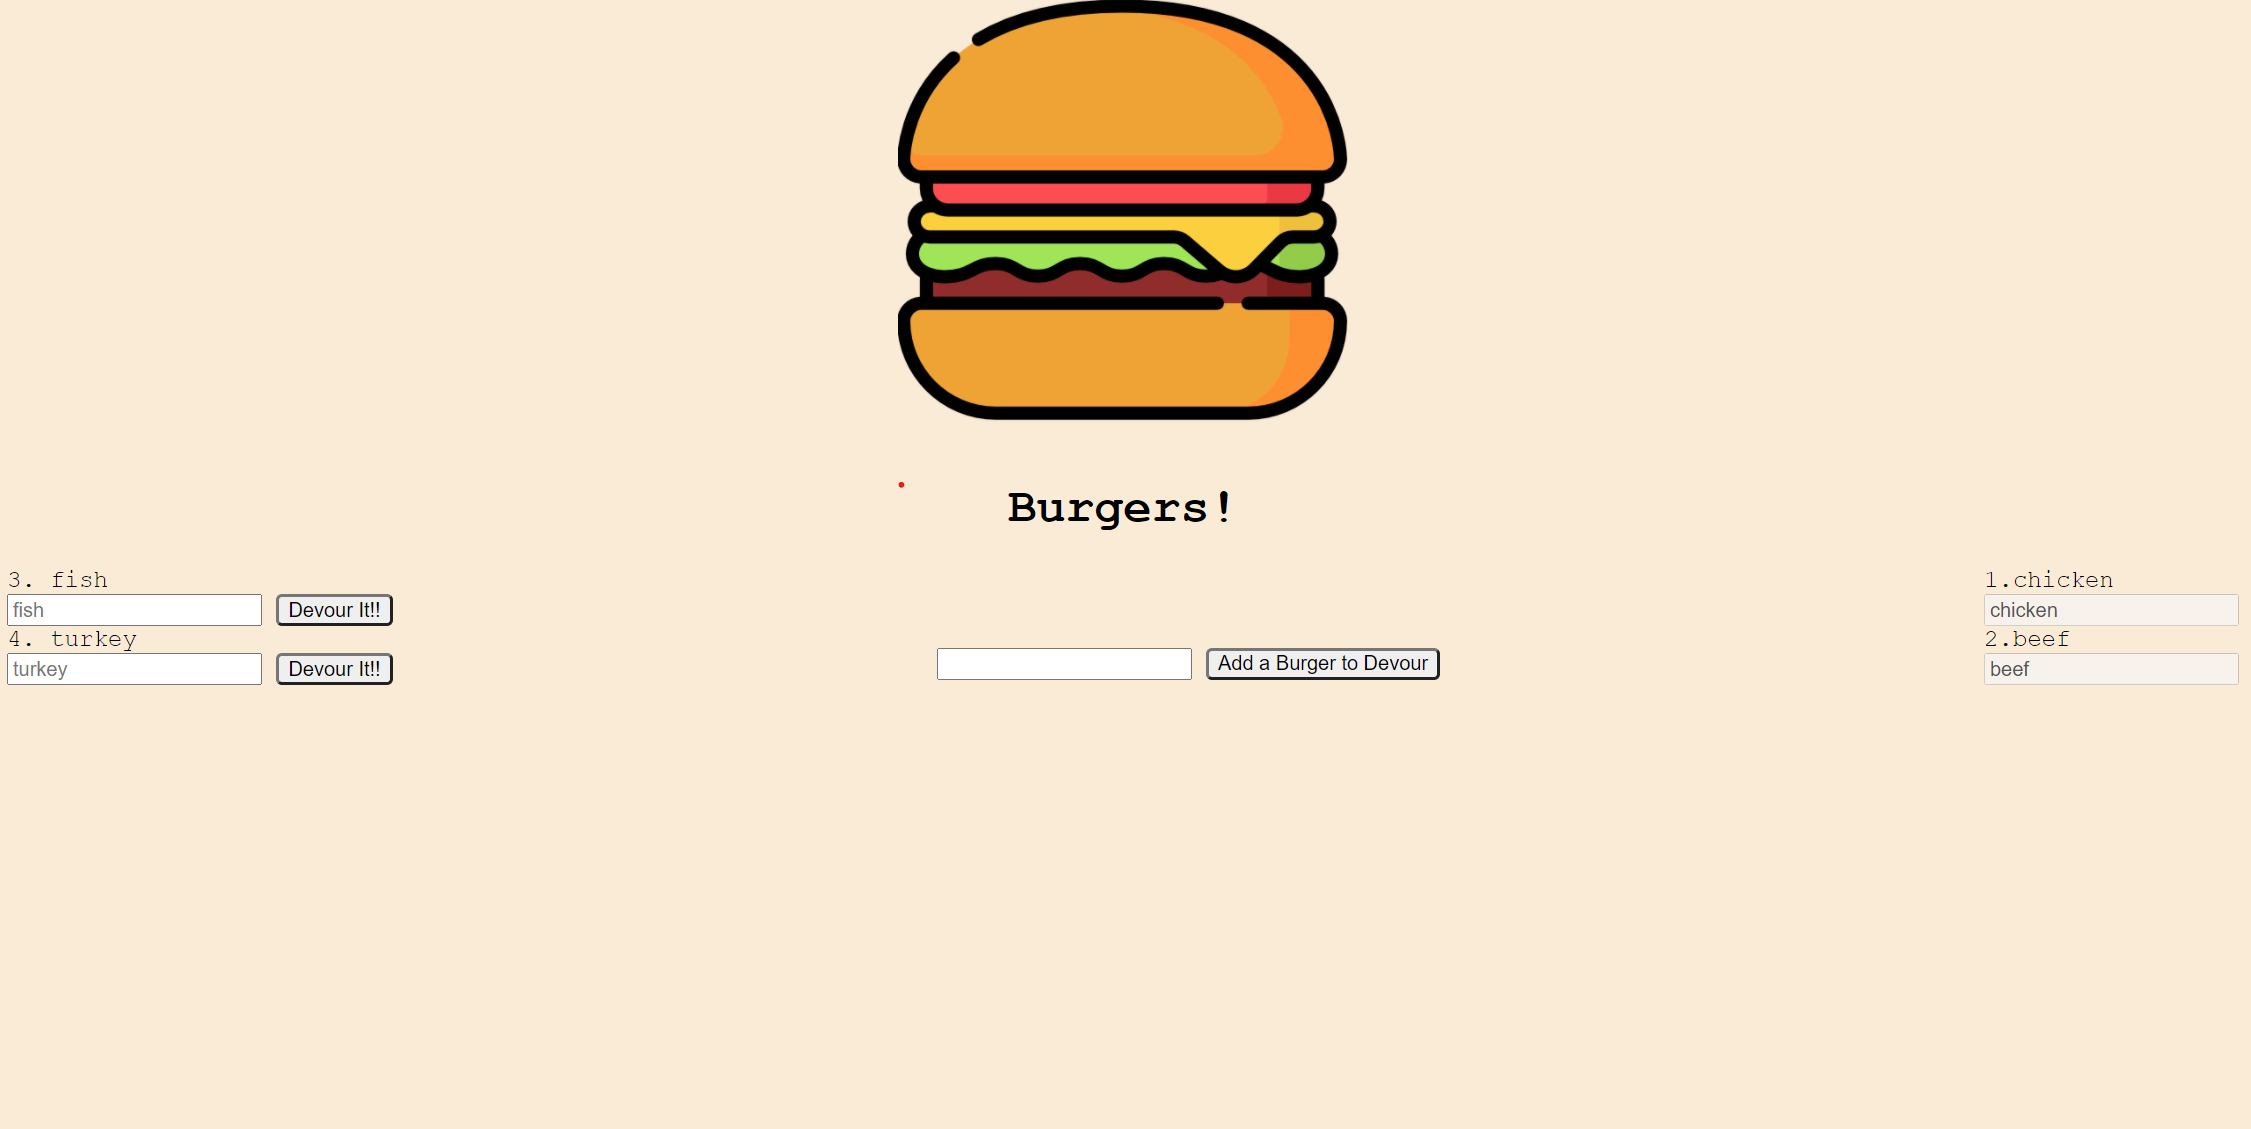 Burgers!
3. fish
fish Devour It!!
4. turkey
turkey Devour It!!
Add a Burger to Devour
1.chicken
chicken
2.beef
beef